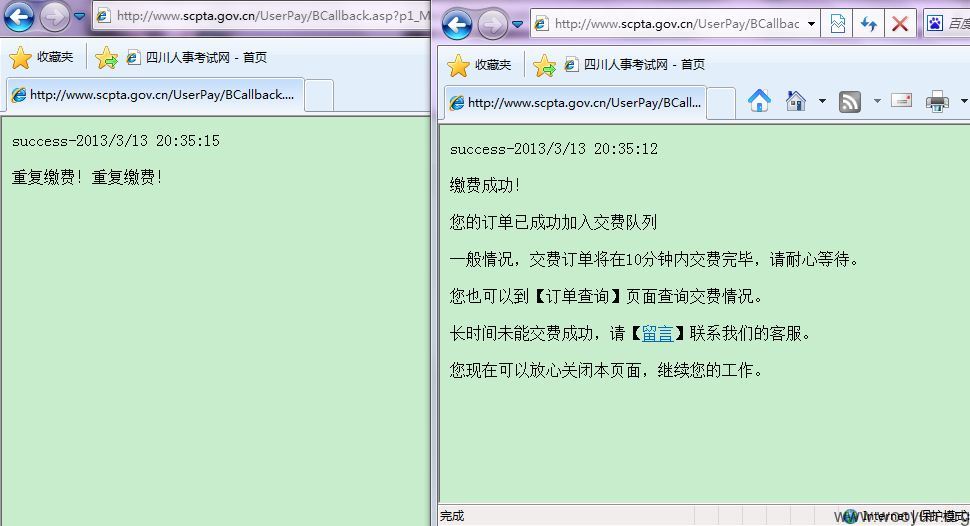 http://www.scpta.gov.cn/UserPay/BCallback.asp?p1_M
收藏夹
四川人事考试网 - 首页
http://www.scpta.gov.cn/UserPay/BCallback....
success-2013/3/13 20:35:15
重复缴费！重复缴费！
http://www.scpta.gov.cn/UserPay/BCallbac
百度
收藏夹
四川人事考试网 - 首页
http://www.scpta.gov.cn/UserPay/BCall...
success-2013/3/13 20:35:12
缴费成功！
您的订单已成功加入交费队列
一般情况，交费订单将在10分钟内交费完毕，请耐心等待。
您也可以到【订单查询】页面查询交费情况。
长时间未能交费成功，请【留言】联系我们的客服。
您现在可以放心关闭本页面，继续您的工作。
完成
Internet | 保护模式